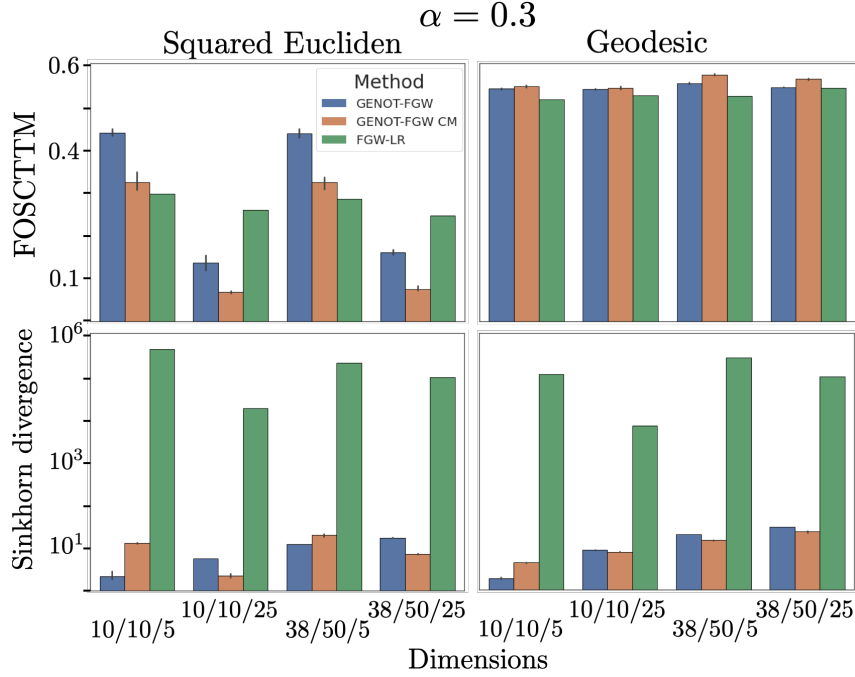 α = 0.3
Squared Eucliden
Geodesic
FOSCTTM
0.6
0.4
0.1
Method
GENOT-FGW
GENOT-FGW CM
FGW-LR
Sinkhorn divergence
10^6
10^3
10^1
10/10/5
10/10/25
38/50/5
38/50/25
10/10/5
10/10/25
38/50/5
38/50/25
Dimensions